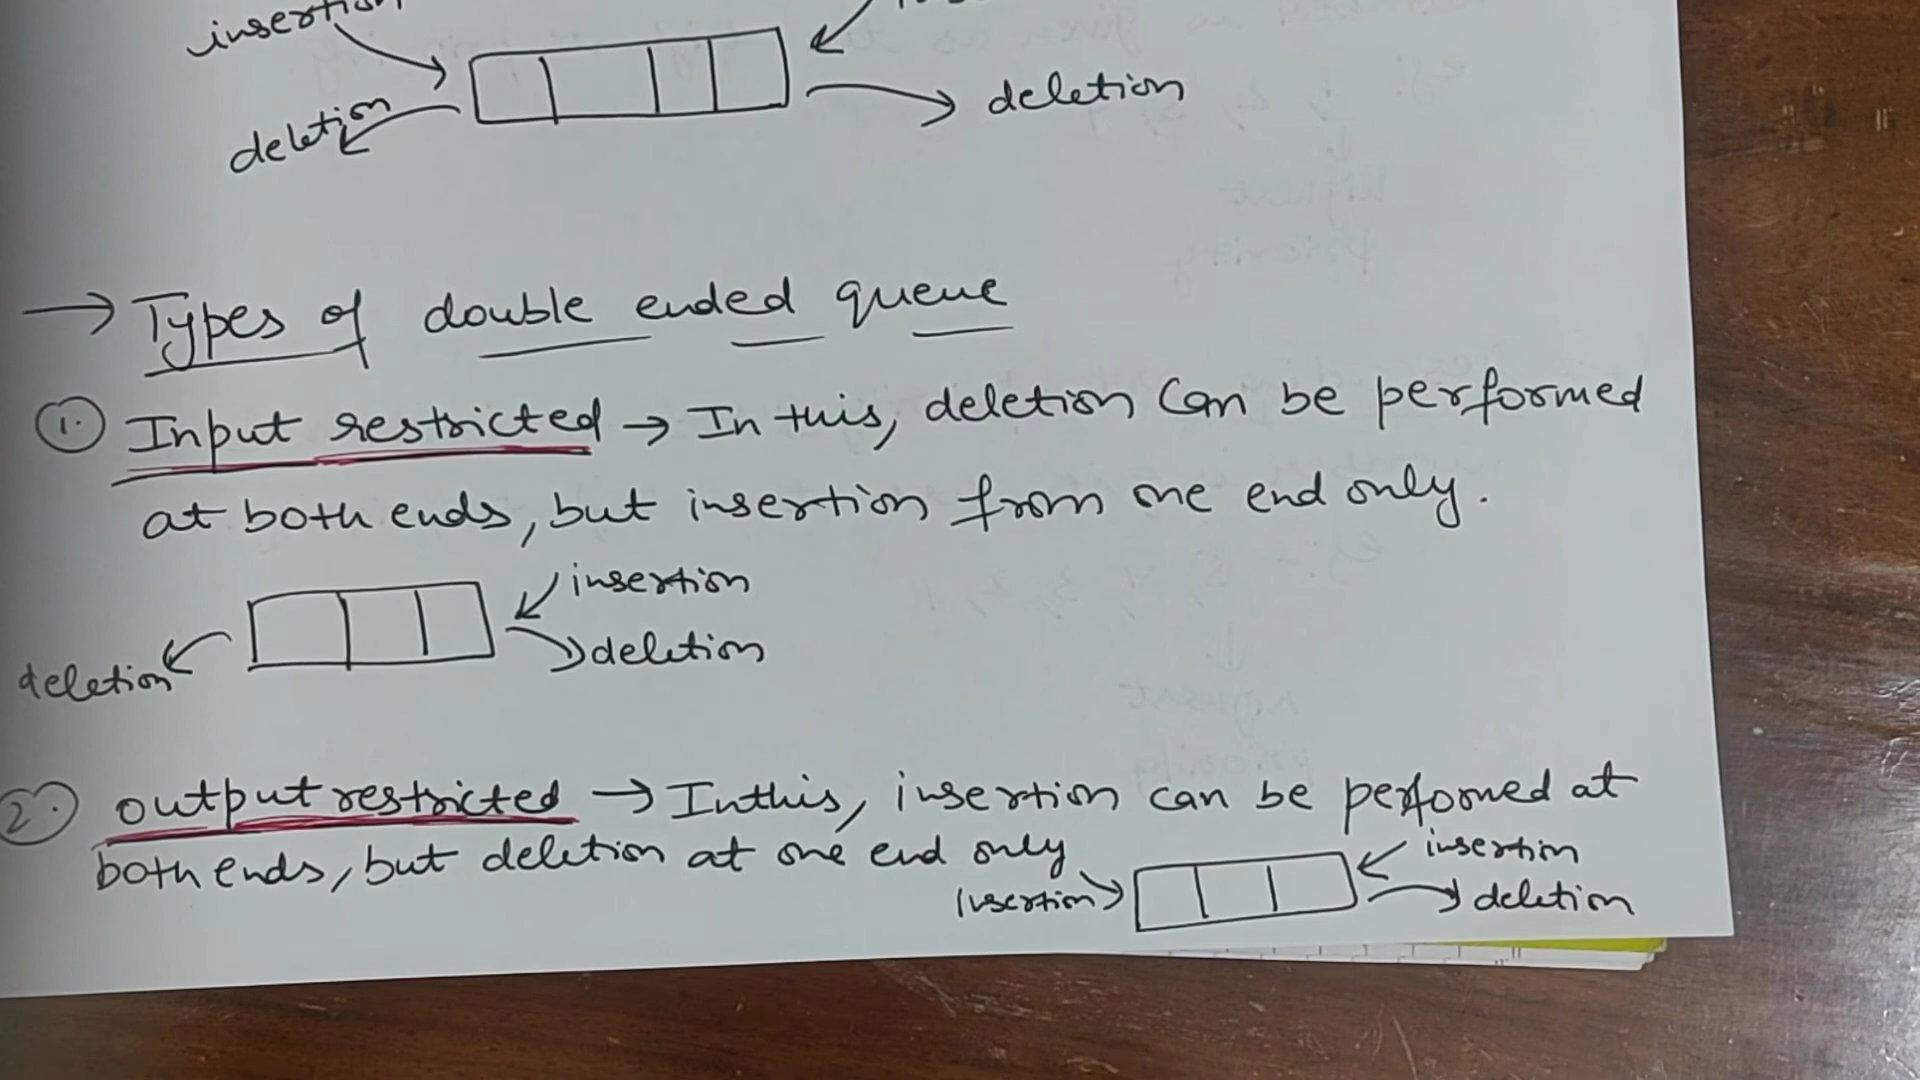 insertion
deletion
deletion
→ Types of double ended queue
1. Input restricted → In this, deletion can be performed
at both ends, but insertion from one end only.
insertion
deletion
deletion
2. output restricted → In this, insertion can be performed at
both ends, but deletion at one end only
insertion
insertion
deletion